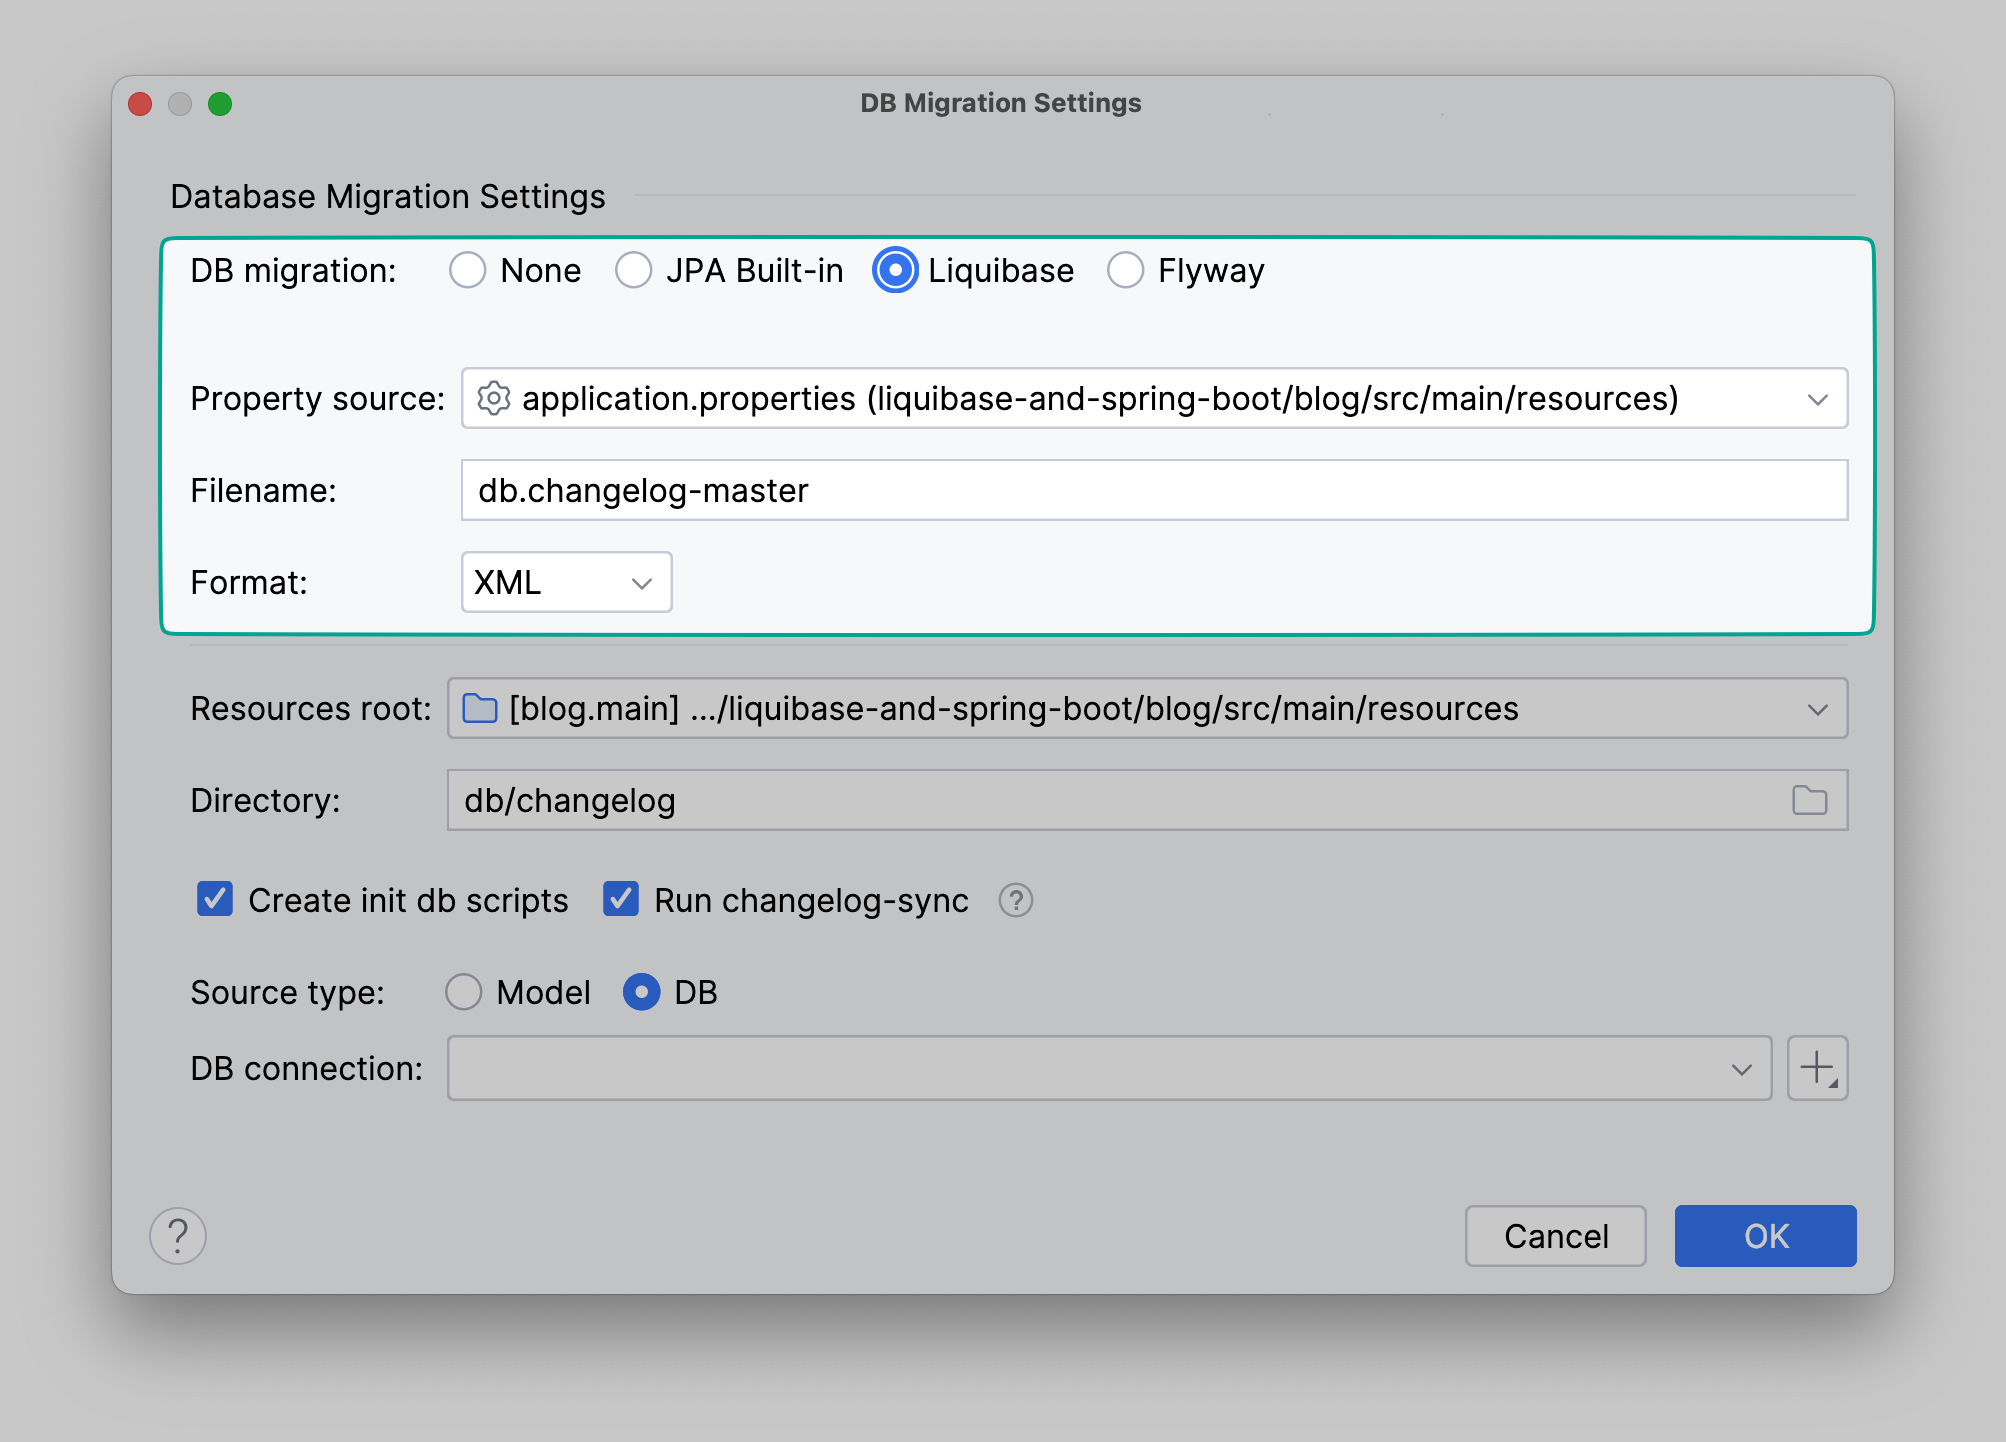 DB Migration Settings
Database Migration Settings
DB migration: None JPA Built-in Liquibase Flyway
Property source: application.properties (liquibase-and-spring-boot/blog/src/main/resources)
Filename: db.changelog-master
Format: XML
Resources root: [blog.main] .../liquibase-and-spring-boot/blog/src/main/resources
Directory: db/changelog
Create init db scripts Run changelog-sync ?
Source type: Model DB
DB connection:
? Cancel OK